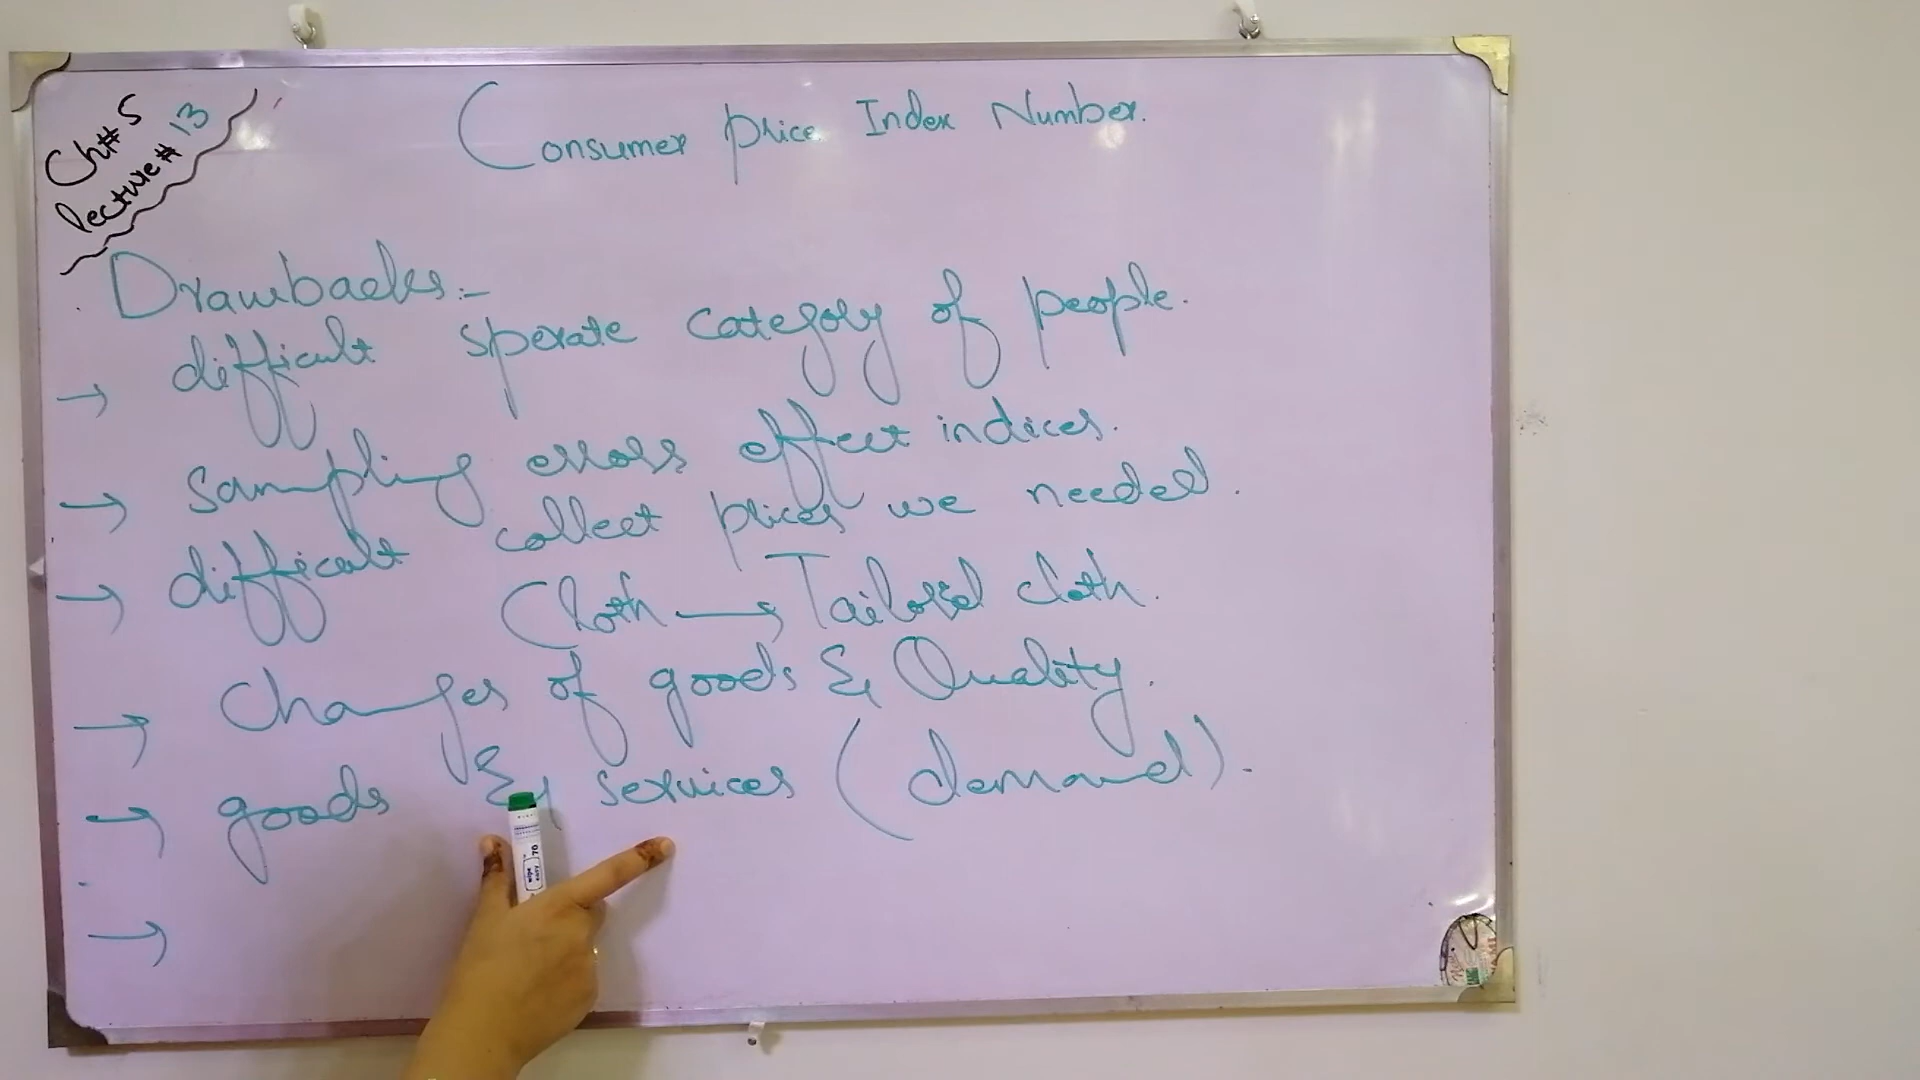 Ch# 5
lecture# 13
Consumer price Index Number.
Drawbacks:-
→ difficult sperate category of people.
→ sampling errors effect indices.
→ difficult collect prices we needed.
Cloth → Tailored cloth.
→ Changes of goods & Quality.
→ goods & services (demand).
→
70